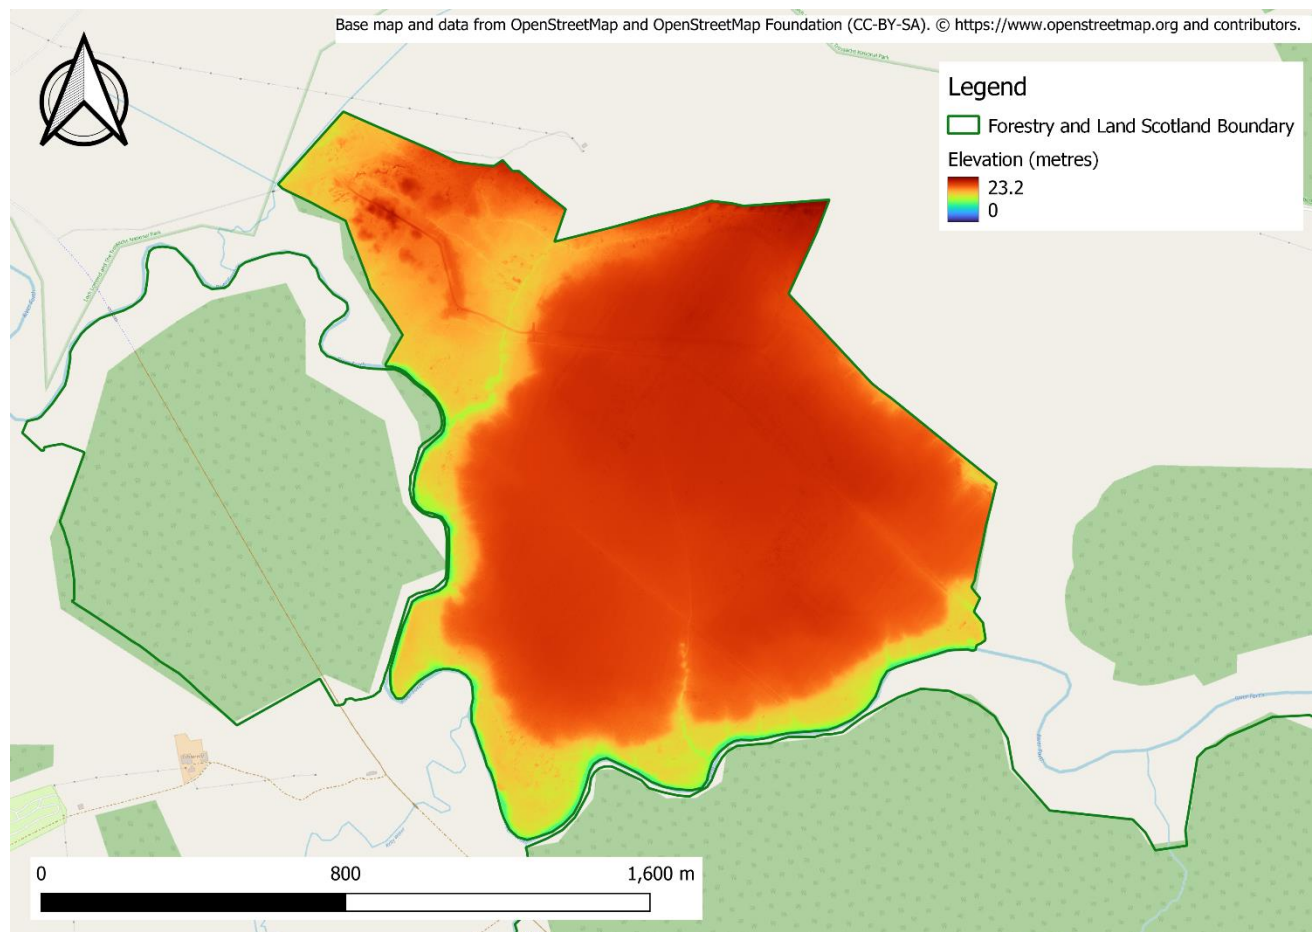 Base map and data from OpenStreetMap and OpenStreetMap Foundation (CC-BY-SA). © https://www.openstreetmap.org and contributors.
Legend
Forestry and Land Scotland Boundary
Elevation (metres)
23.2
0
0
800
1,600 m